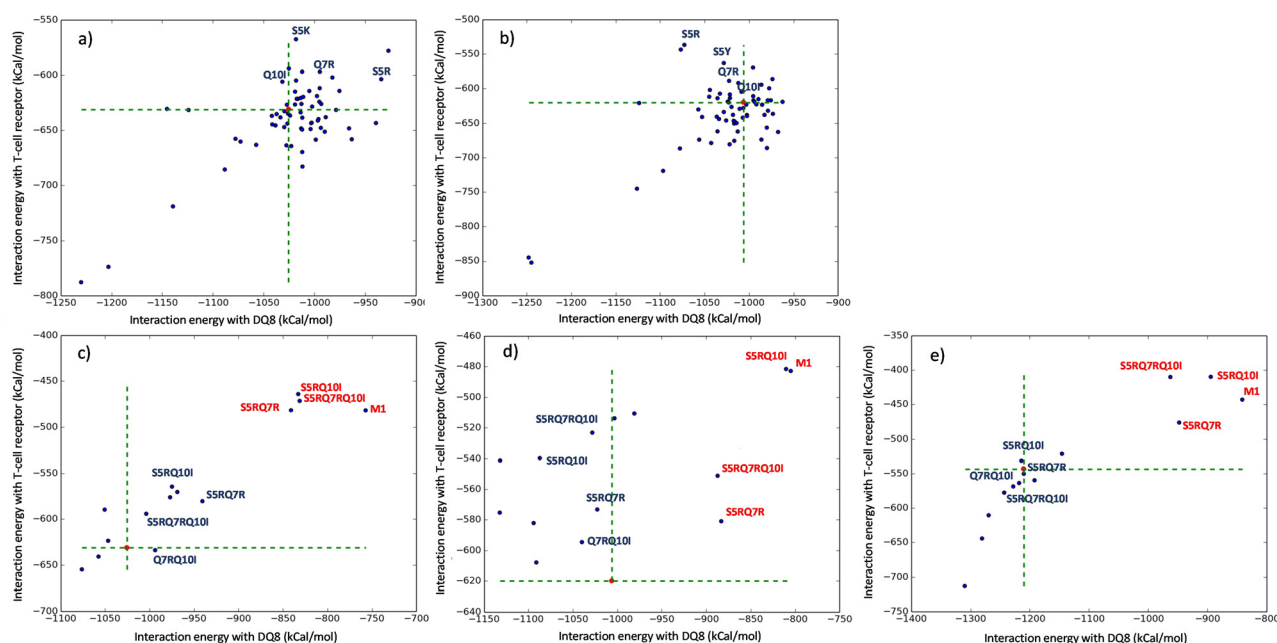 a)
Interaction energy with T-cell receptor (kCal/mol)
−550
−600
−650
−700
−750
−800
S5K
Q7R
Q10I
S5R
−1250 −1200 −1150 −1100 −1050 −1000 −950 −900
Interaction energy with DQ8 (kCal/mol)
b)
Interaction energy with T-cell receptor (kCal/mol)
−500
−550
−600
−650
−700
−750
−800
−850
−900
S5R
S5Y
Q7R
Q10I
−1300 −1250 −1200 −1150 −1100 −1050 −1000 −950 −900
Interaction energy with DQ8 (kCal/mol)
c)
Interaction energy with T-cell receptor (kCal/mol)
−400
−450
−500
−550
−600
−650
−700
S5RQ10I
S5RQ7RQ10I
S5RQ7R
M1
S5RQ10I
S5RQ7R
S5RQ7RQ10I
Q7RQ10I
−1100 −1050 −1000 −950 −900 −850 −800 −750 −700
Interaction energy with DQ8 (kCal/mol)
d)
Interaction energy with T-cell receptor (kCal/mol)
−460
−480
−500
−520
−540
−560
−580
−600
−620
−640
S5RQ10I
M1
S5RQ7RQ10I
S5RQ10I
S5RQ7RQ10I
S5RQ7R
S5RQ7R
Q7RQ10I
−1150 −1100 −1050 −1000 −950 −900 −850 −800 −750
Interaction energy with DQ8 (kCal/mol)
e)
Interaction energy with T-cell receptor (kCal/mol)
−350
−400
−450
−500
−550
−600
−650
−700
−750
S5RQ7RQ10I
S5RQ10I
M1
S5RQ7R
S5RQ10I
S5RQ7R
Q7RQ10I
S5RQ7RQ10I
−1400 −1300 −1200 −1100 −1000 −900
Interaction energy with DQ8 (kCal/mol)